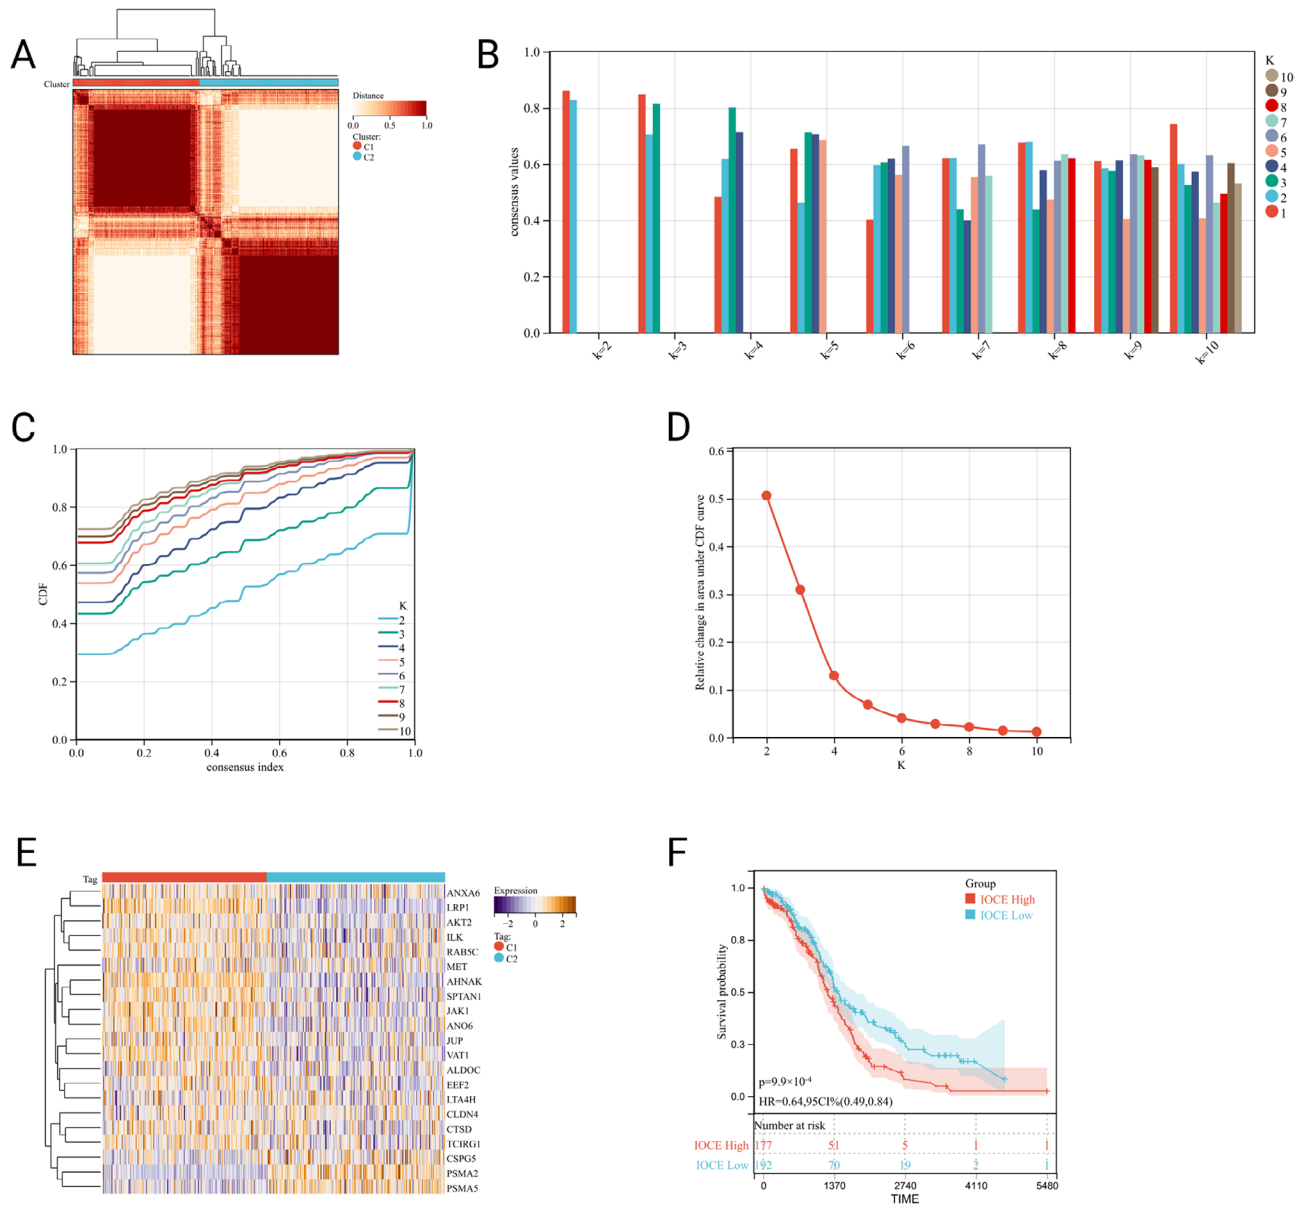 A
Cluster
Distance
0.0 0.5 1.0
Cluster:
C1
C2
B
consensus values
1.0
0.8
0.6
0.4
0.2
0.0
k=2 k=3 k=4 k=5 k=6 k=7 k=8 k=9 k=10
K
10
9
8
7
6
5
4
3
2
1
C
CDF
1.0
0.8
0.6
0.4
0.2
0.0
0.0 0.2 0.4 0.6 0.8 1.0
consensus index
K
2
3
4
5
6
7
8
9
10
D
Relative change in area under CDF curve
0.6
0.5
0.4
0.3
0.2
0.1
0.0
2 4 6 8 10
K
E
Tag
ANXA6
LRP1
AKT2
ILK
RAB5C
MET
AHNAK
SPTAN1
JAK1
ANO6
JUP
VAT1
ALDOC
EEF2
LTA4H
CLDN4
CTSD
TCIRG1
CSPG5
PSMA2
PSMA5
Expression
−2 0 2
Tag:
C1
C2
F
Survival probability
1.0
0.8
0.5
0.3
0.0
Group
IOCE High
IOCE Low
p=9.9×10⁻⁴
HR=0.64,95CI%(0.49,0.84)
Number at risk
IOCE High 177 51 5 1 1
IOCE Low 192 70 19 2 1
0 1370 2740 4110 5480
TIME